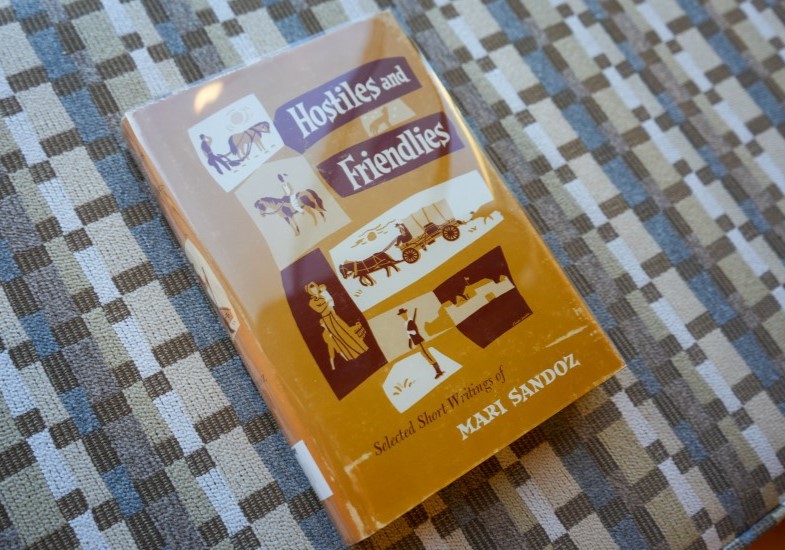 Hostiles and
Friendlies
Selected Short Writings of
MARI SANDOZ